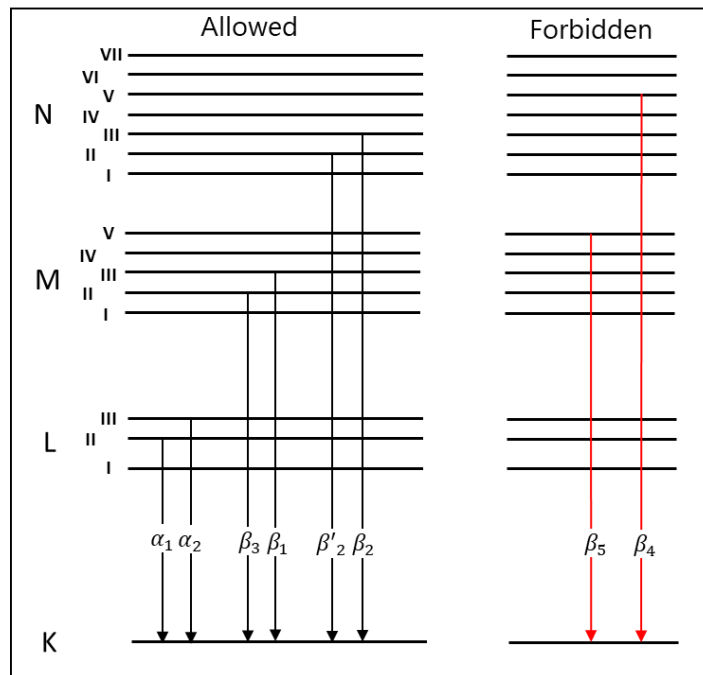 Allowed Forbidden
VII
VI
V
N IV
III
II
I
V
IV
M III
II
I
III
L II
I
α₁ α₂ β₃ β₁ β'₂ β₂ β₅ β₄
K